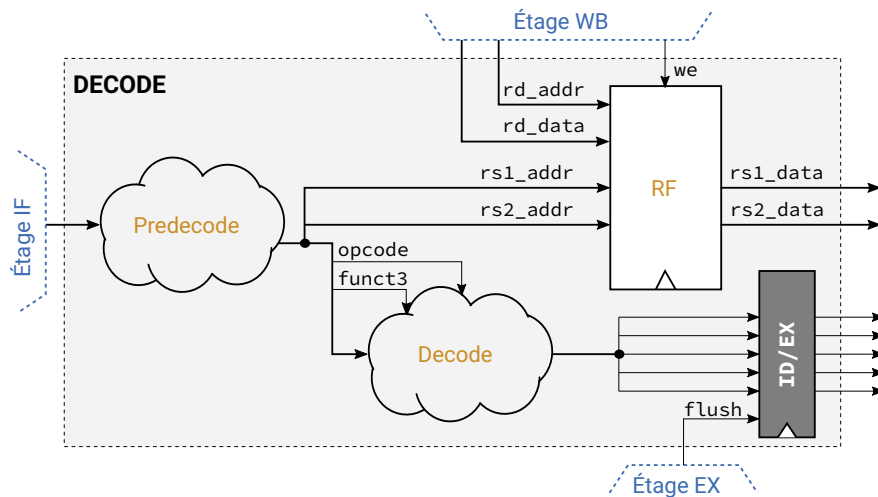 Étage WB
DECODE
we
rd_addr
rd_data
rs1_addr
rs1_data
RF
rs2_addr
rs2_data
Étage IF
Predecode
opcode
funct3
Decode
ID/EX
flush
Étage EX